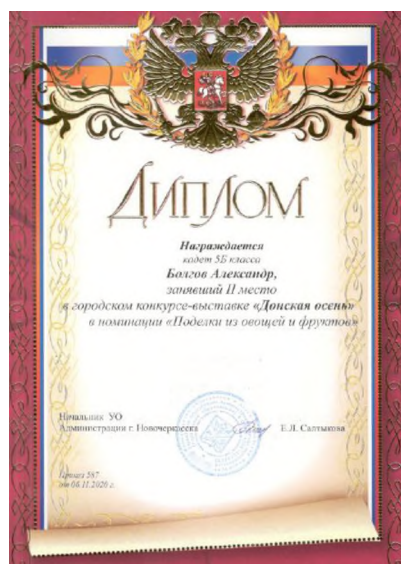 ДИПЛОМ
Награждается
кадет 5Б класса
Болгов Александр,
занявший II место
в городском конкурсе-выставке «Донская осень»
в номинации «Поделки из овощей и фруктов»
Начальник УО
Администрации г. Новочеркасска Е.Л. Салтыкова
Приказ 597
от 06.11.2020 г.